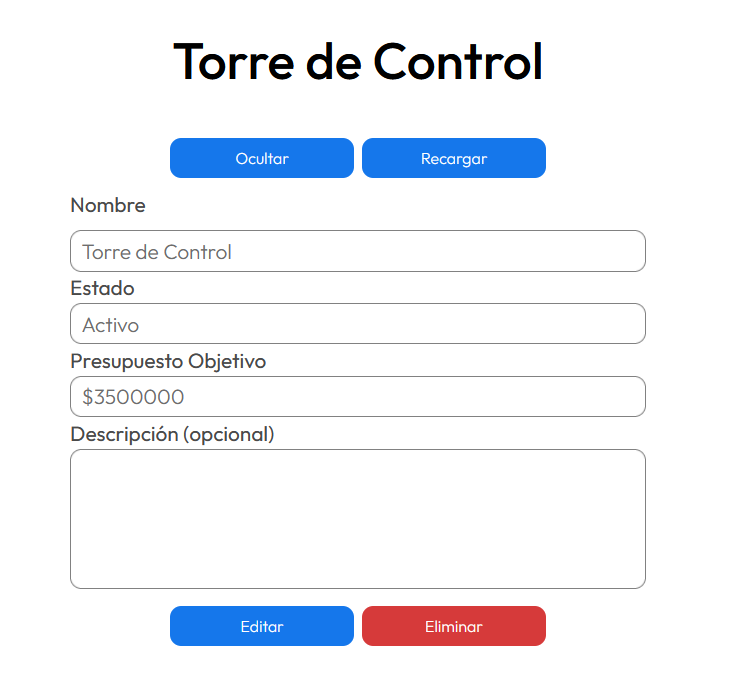 Torre de Control
Ocultar Recargar
Nombre
Torre de Control
Estado
Activo
Presupuesto Objetivo
$3500000
Descripción (opcional)
Editar Eliminar